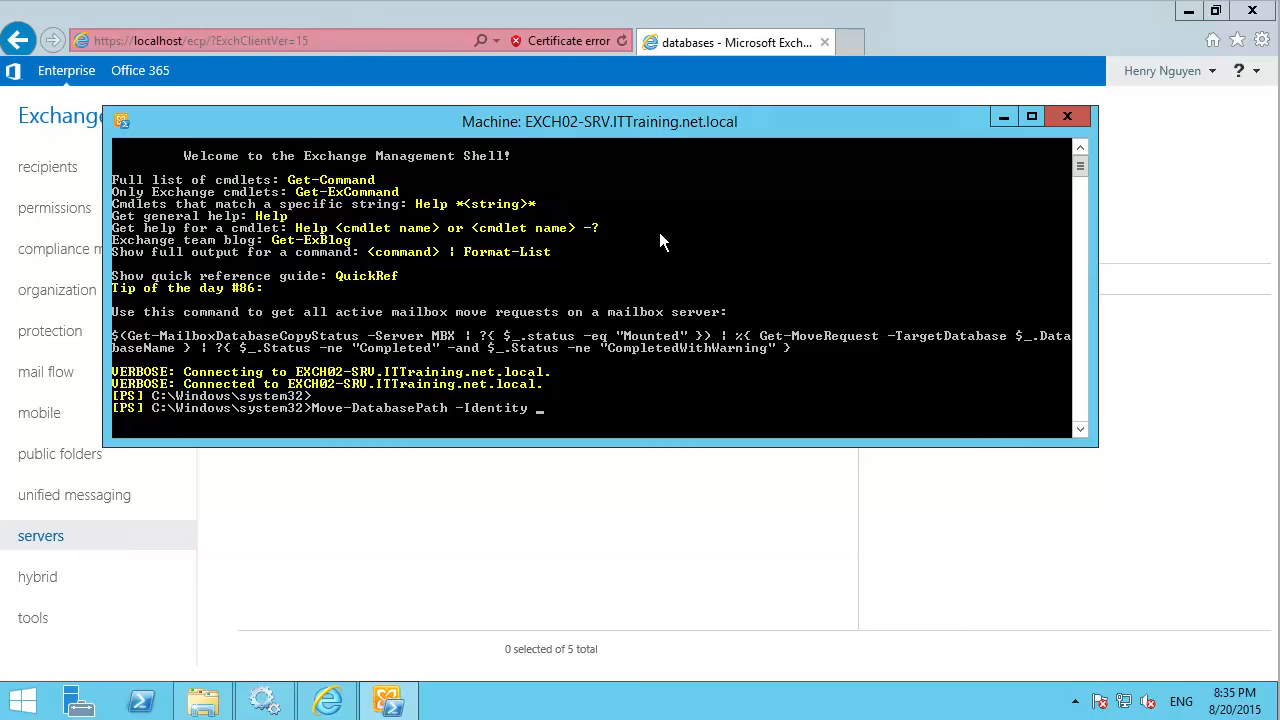 https://localhost/ecp/?ExchClientVer=15
Certificate error
databases - Microsoft Exch...
Enterprise
Office 365
Henry Nguyen
?
Exchange
recipients
permissions
compliance m
organization
protection
mail flow
mobile
public folders
unified messaging
servers
hybrid
tools
Machine: EXCH02-SRV.ITTraining.net.local
Welcome to the Exchange Management Shell!
Full list of cmdlets: Get-Command
Only Exchange cmdlets: Get-ExCommand
Cmdlets that match a specific string: Help *<string>*
Get general help: Help
Get help for a cmdlet: Help <cmdlet name> or <cmdlet name> -?
Exchange team blog: Get-ExBlog
Show full output for a command: <command> | Format-List
Show quick reference guide: QuickRef
Tip of the day #86:
Use this command to get all active mailbox move requests on a mailbox server:
$(Get-MailboxDatabaseCopyStatus -Server MBX | ?{ $_.status -eq "Mounted" }) | %{ Get-MoveRequest -TargetDatabase $_.Data
baseName } | ?{ $_.Status -ne "Completed" -and $_.Status -ne "CompletedWithWarning" }
VERBOSE: Connecting to EXCH02-SRV.ITTraining.net.local.
VERBOSE: Connected to EXCH02-SRV.ITTraining.net.local.
[PS] C:\Windows\system32>
[PS] C:\Windows\system32>Move-DatabasePath -Identity _
0 selected of 5 total
ENG
8:35 PM
8/20/2015